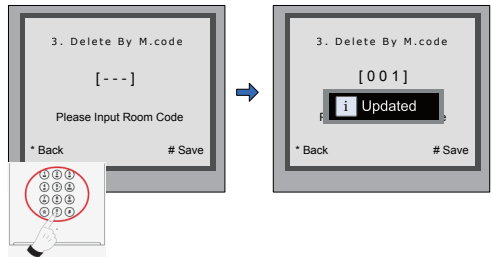 3. Delete By M.code
[---]
Please Input Room Code
* Back # Save
3. Delete By M.code
[001]
i Updated
* Back # Save